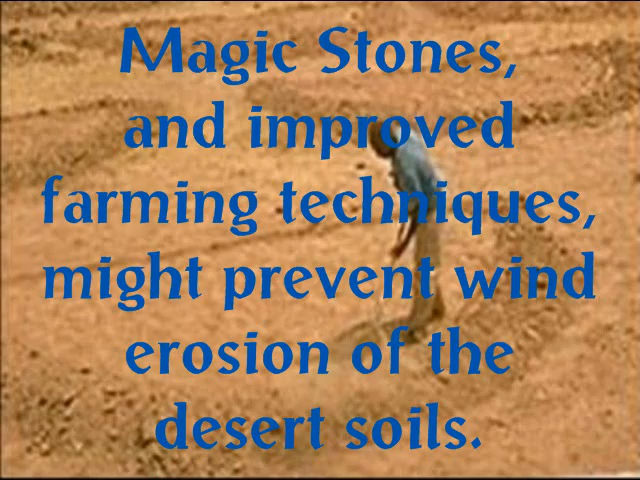 Magic Stones,
and improved
farming techniques,
might prevent wind
erosion of the
desert soils.